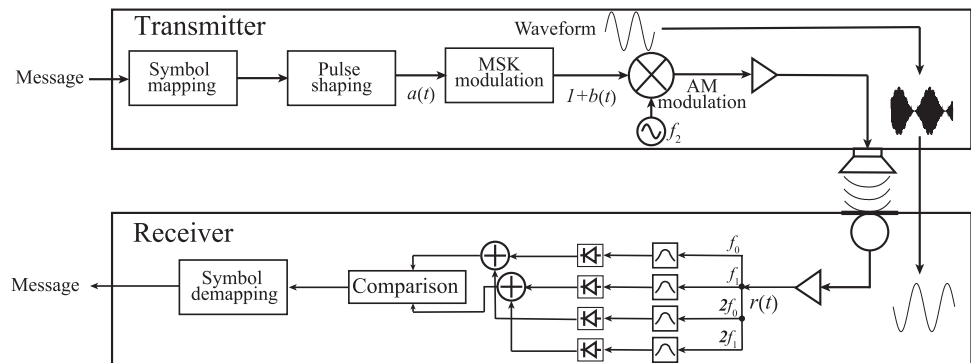 Transmitter
Waveform
Message
Symbol
mapping
Pulse
shaping
a(t)
MSK
modulation
1+b(t)
AM
modulation
f2
Receiver
Message
Symbol
demapping
Comparison
f0
f1
2f0
2f1
r(t)